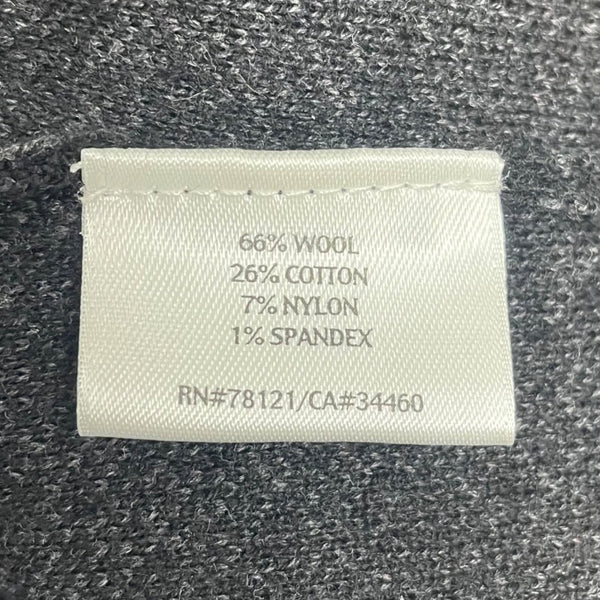 66% WOOL
26% COTTON
7% NYLON
1% SPANDEX
RN#78121/CA#34460